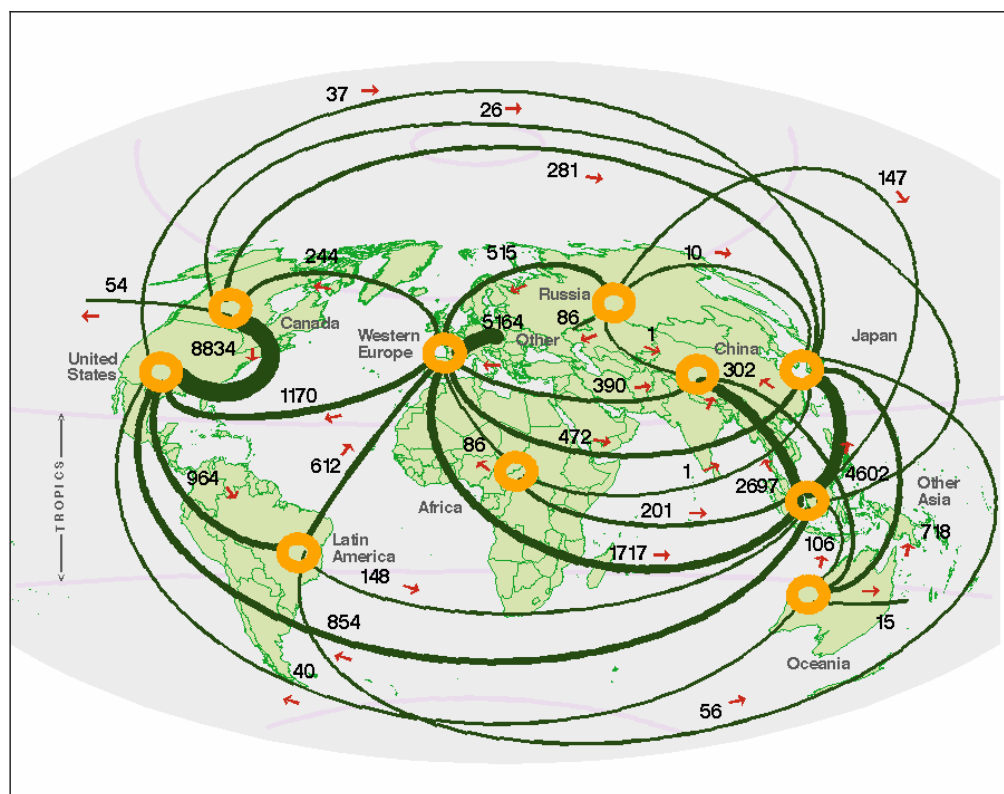 37
26
281
147
244
515
10
54
Russia
86
1
Canada
Western
Europe
5164
Other
Japan
China
302
8834
United
States
1170
390
TROPICS
472
86
612
964
1
2697
4602
Africa
201
Other
Asia
718
Latin
America
148
1717
106
854
15
40
Oceania
56